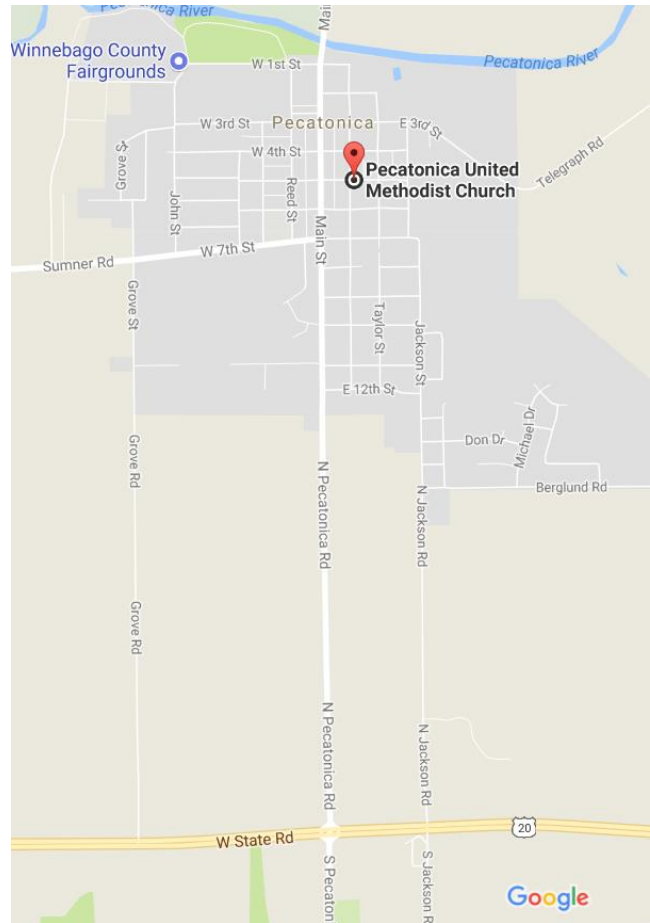 Pecatonica River
Main
Winnebago County
Fairgrounds
W 1st St
Pecatonica River
W 3rd St
Pecatonica
E 3rd St
Telegraph Rd
W 4th St
Pecatonica United
Methodist Church
Grove S
John St
Reed St
Main St
W 7th St
Sumner Rd
Grove St
Taylor St
Jackson St
E 12th St
Don Dr
Michael Dr
Berglund Rd
Grove Rd
N Pecatonica Rd
N Jackson Rd
Grove Rd
N Pecatonica Rd
N Jackson Rd
20
W State Rd
S Pecaton
S Jackson R
Google